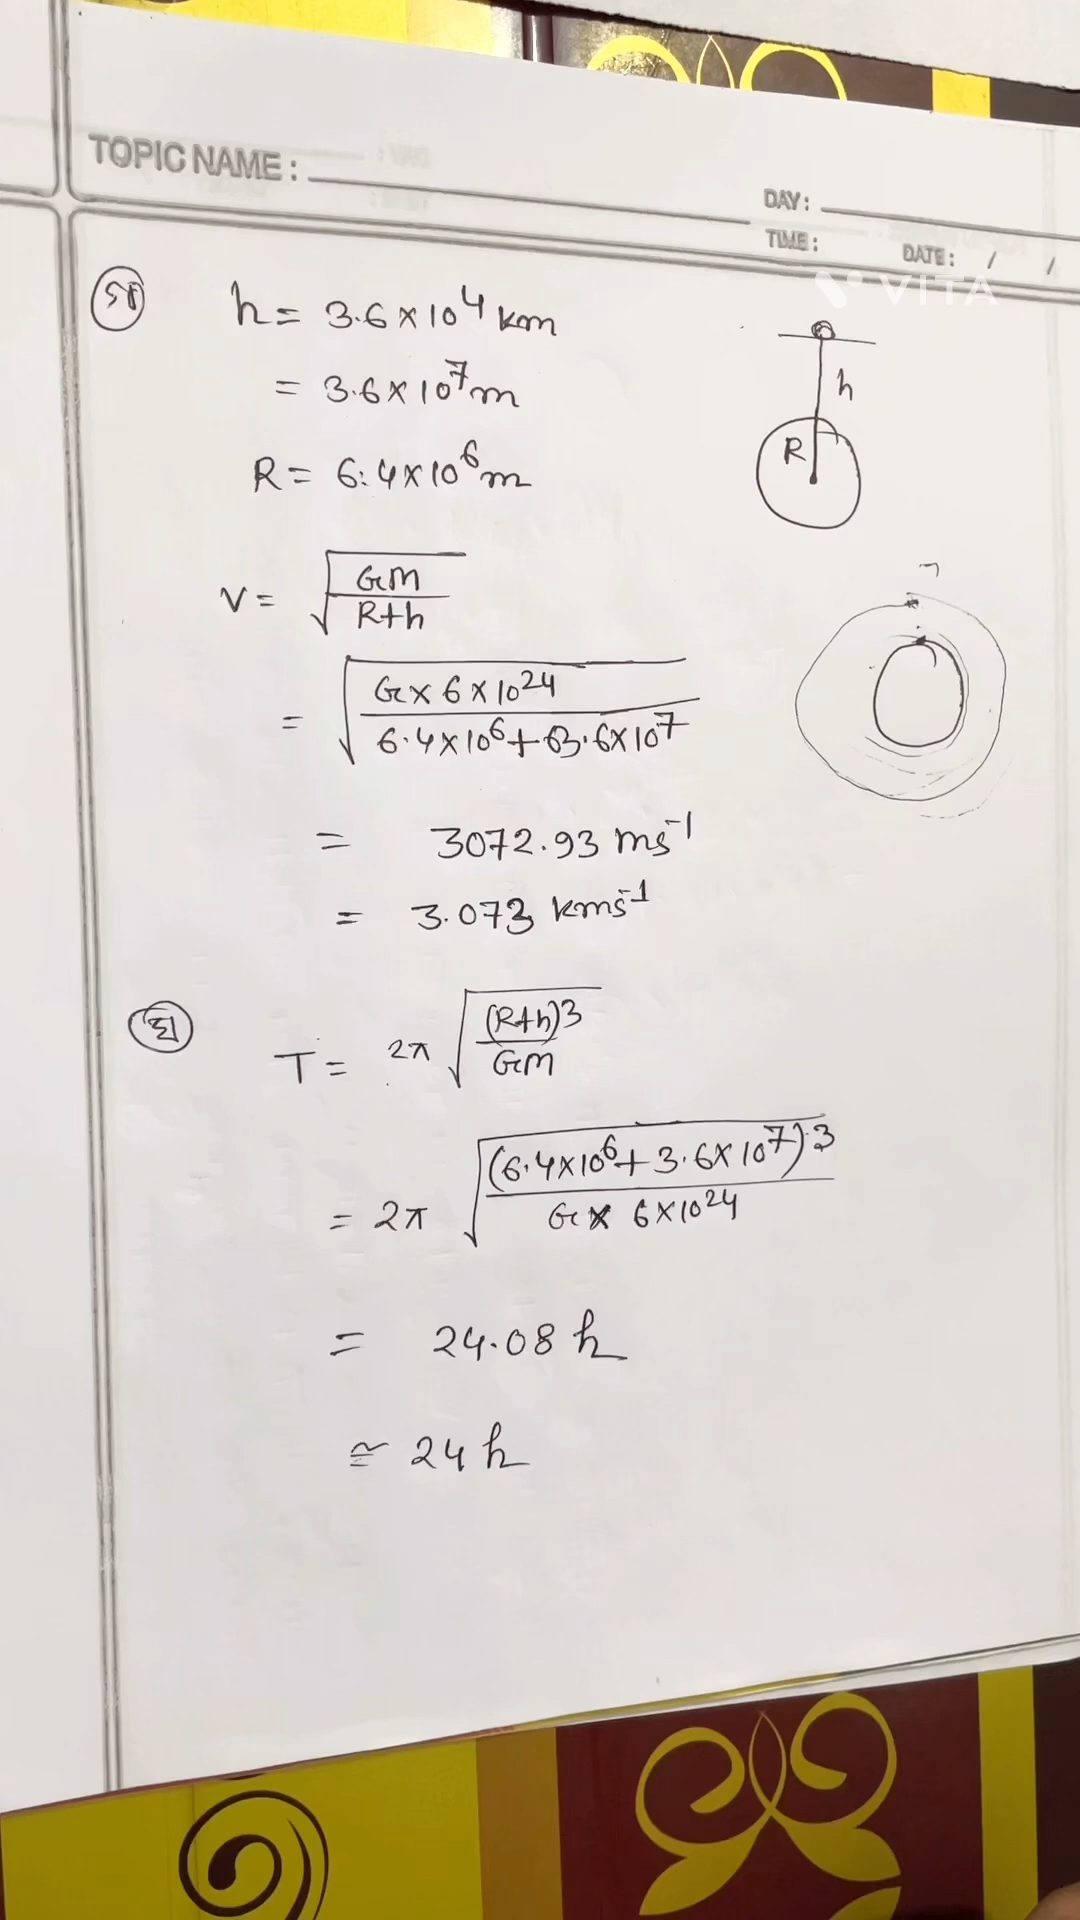 TOPIC NAME :
DAY :
TIME :
DATE : / /
VITA
গ
h = 3.6 × 10⁴ km
= 3.6 × 10⁷ m
R = 6.4 × 10⁶ m
h
R
V = √(GM / R+h)
= √(G × 6 × 10²⁴ / 6.4 × 10⁶ + 3.6 × 10⁷)
= 3072.93 ms⁻¹
= 3.073 kms⁻¹
ঘ
T = 2π √((R+h)3 / GM)
= 2π √((6.4 × 10⁶ + 3.6 × 10⁷)3 / G × 6 × 10²⁴)
= 24.08 h
≅ 24 h